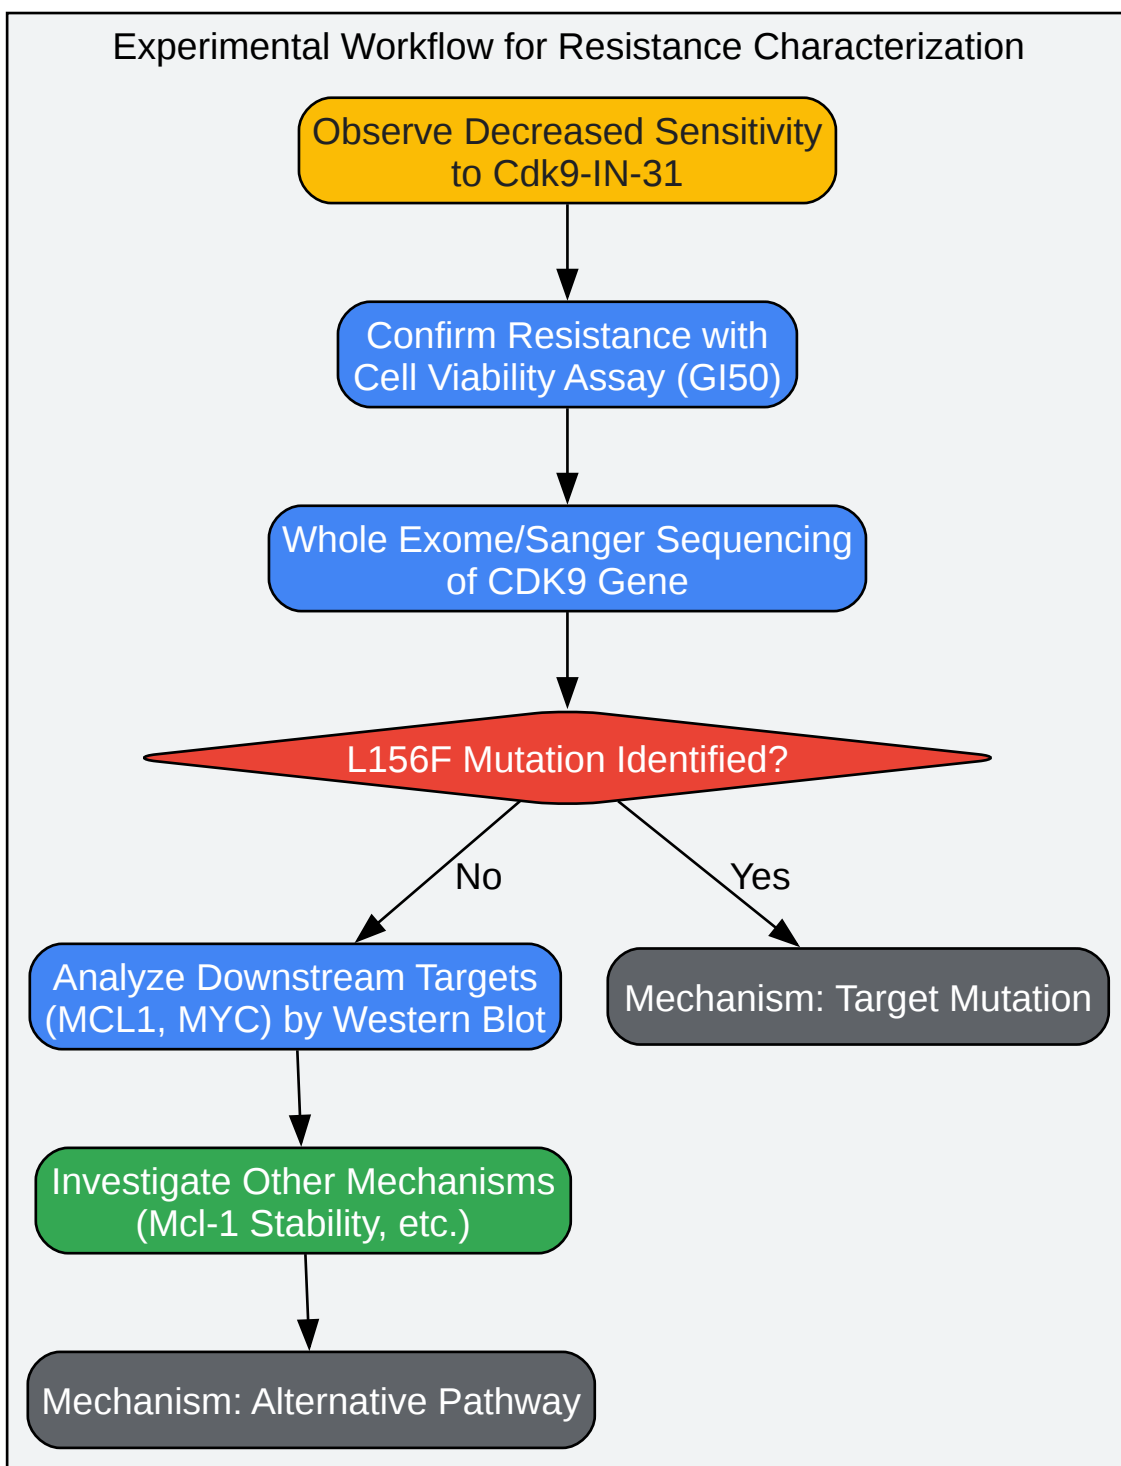 Experimental Workflow for Resistance Characterization
Observe Decreased Sensitivity
to Cdk9-IN-31
Confirm Resistance with
Cell Viability Assay (GI50)
Whole Exome/Sanger Sequencing
of CDK9 Gene
L156F Mutation Identified?
No
Yes
Analyze Downstream Targets
(MCL1, MYC) by Western Blot
Mechanism: Target Mutation
Investigate Other Mechanisms
(Mcl-1 Stability, etc.)
Mechanism: Alternative Pathway